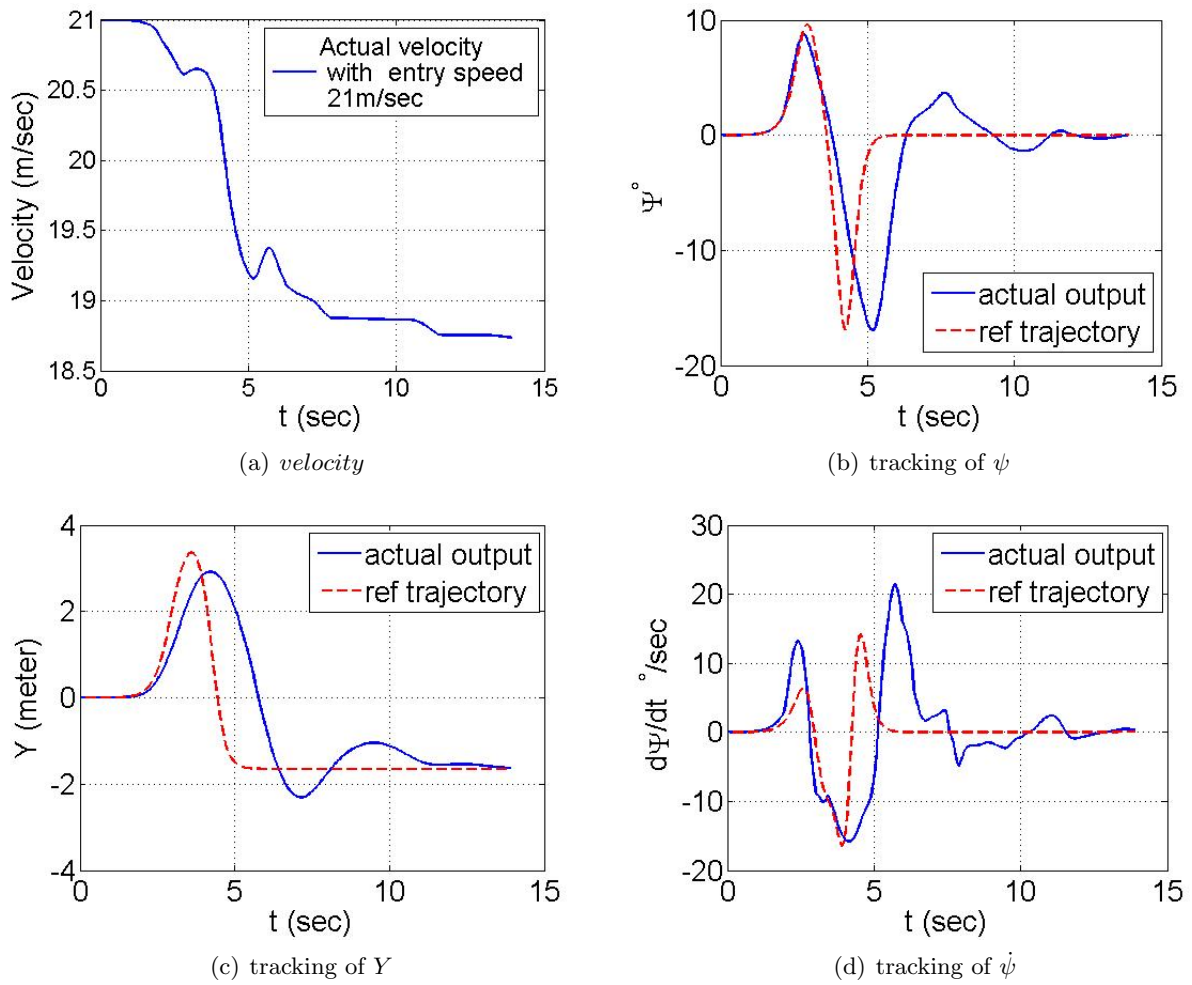 21
20.5
20
19.5
19
18.5
Velocity (m/sec)
Actual velocity
with entry speed
21m/sec
0
5
10
15
t (sec)
(a) velocity
10
0
-10
-20
Ψ°
actual output
ref trajectory
0
5
10
15
t (sec)
(b) tracking of ψ
4
2
0
-2
-4
Y (meter)
actual output
ref trajectory
0
5
10
15
t (sec)
(c) tracking of Y
30
20
10
0
-10
-20
dΨ/dt °/sec
actual output
ref trajectory
0
5
10
15
t (sec)
(d) tracking of ψ̇